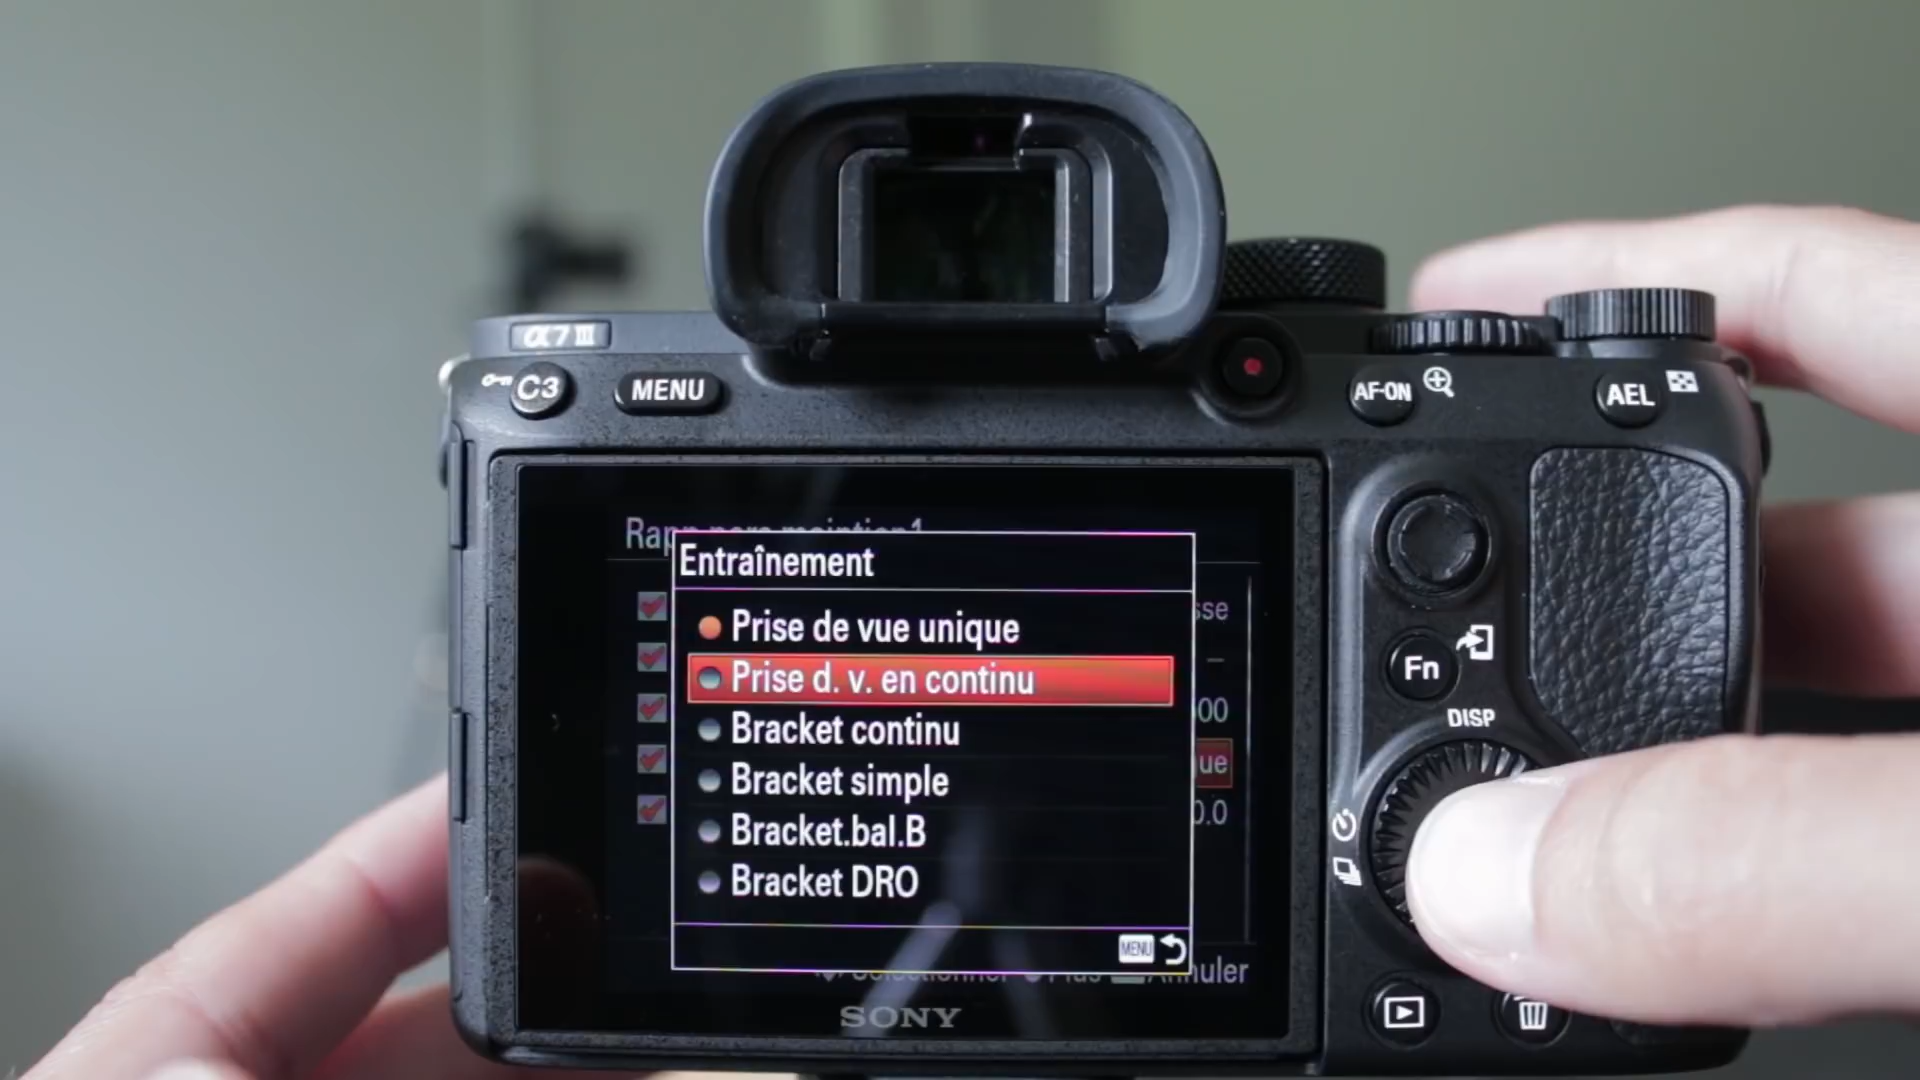 α7 III
C3
MENU
AF-ON
AEL
Entraînement
Prise de vue unique
Prise d. v. en continu
Bracket continu
Bracket simple
Bracket.bal.B
Bracket DRO
MENU
Fn
DISP
SONY